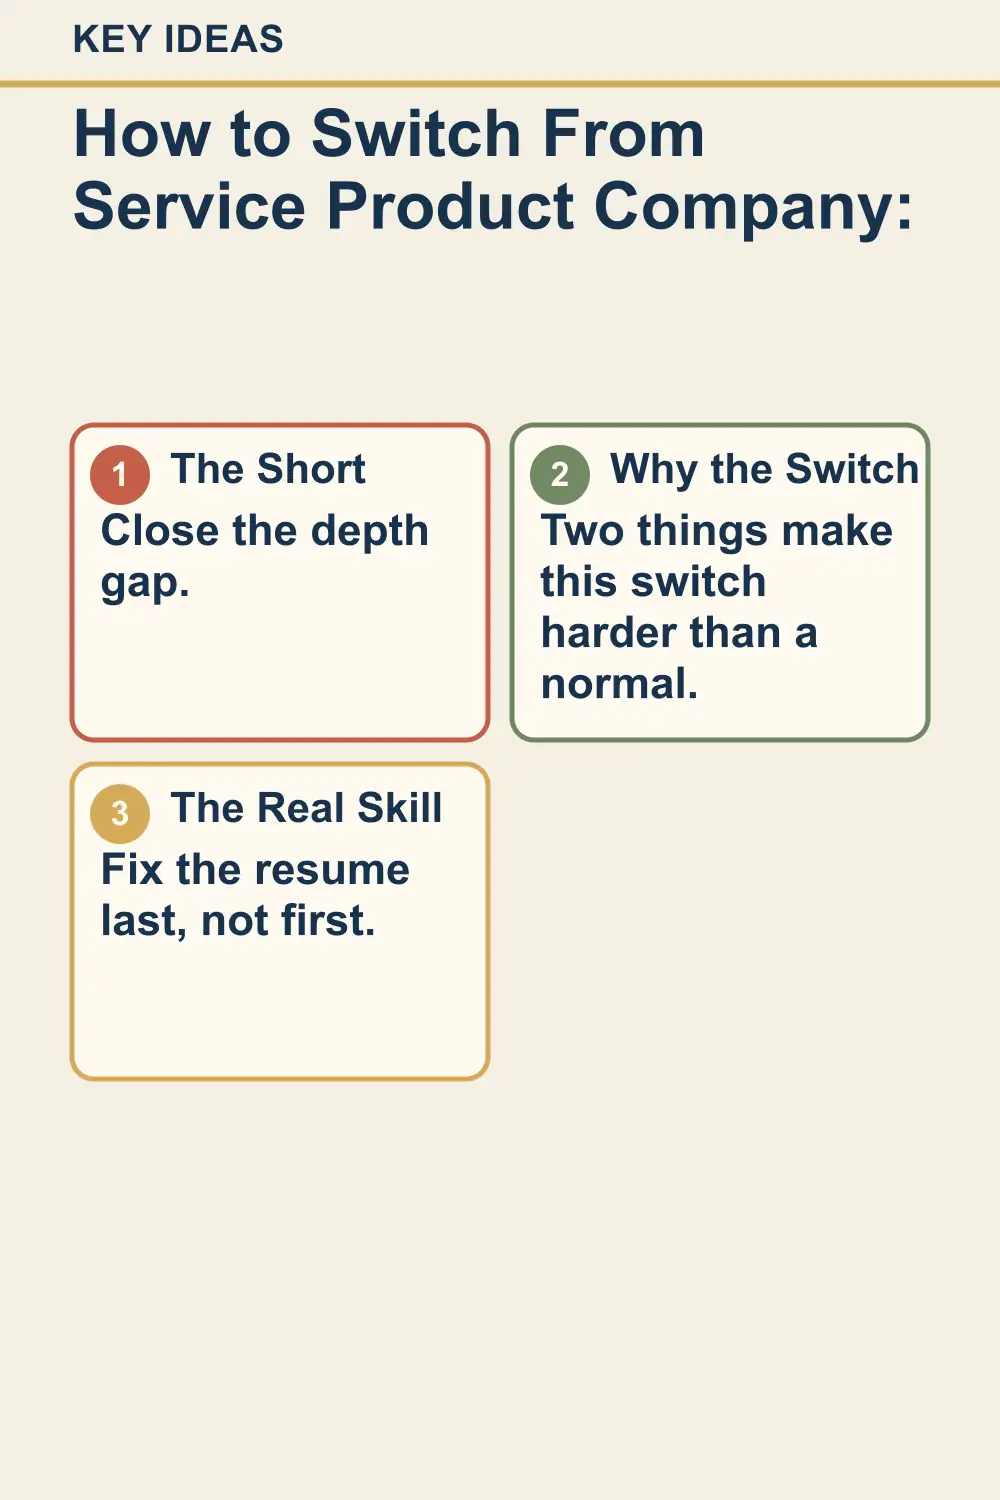 KEY IDEAS
How to Switch From
Service Product Company:
1
The Short
Close the depth
gap.
2
Why the Switch
Two things make
this switch
harder than a
normal.
3
The Real Skill
Fix the resume
last, not first.